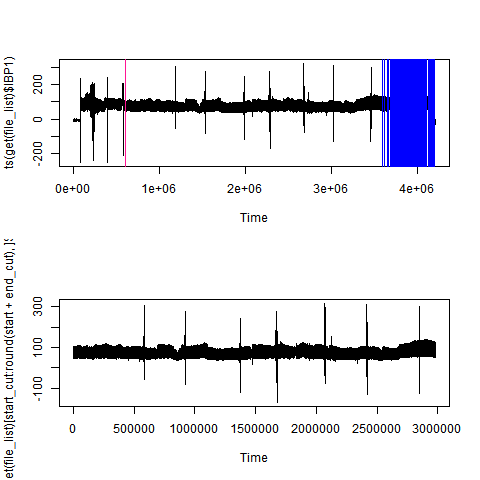 ts(get(file_list)$IBP1)
200
0
-200
0e+00 1e+06 2e+06 3e+06 4e+06
Time
et(file_list)[start_cut:round(start + end_cut), ]$
300
100
-100
0 500000 1000000 1500000 2000000 2500000 3000000
Time